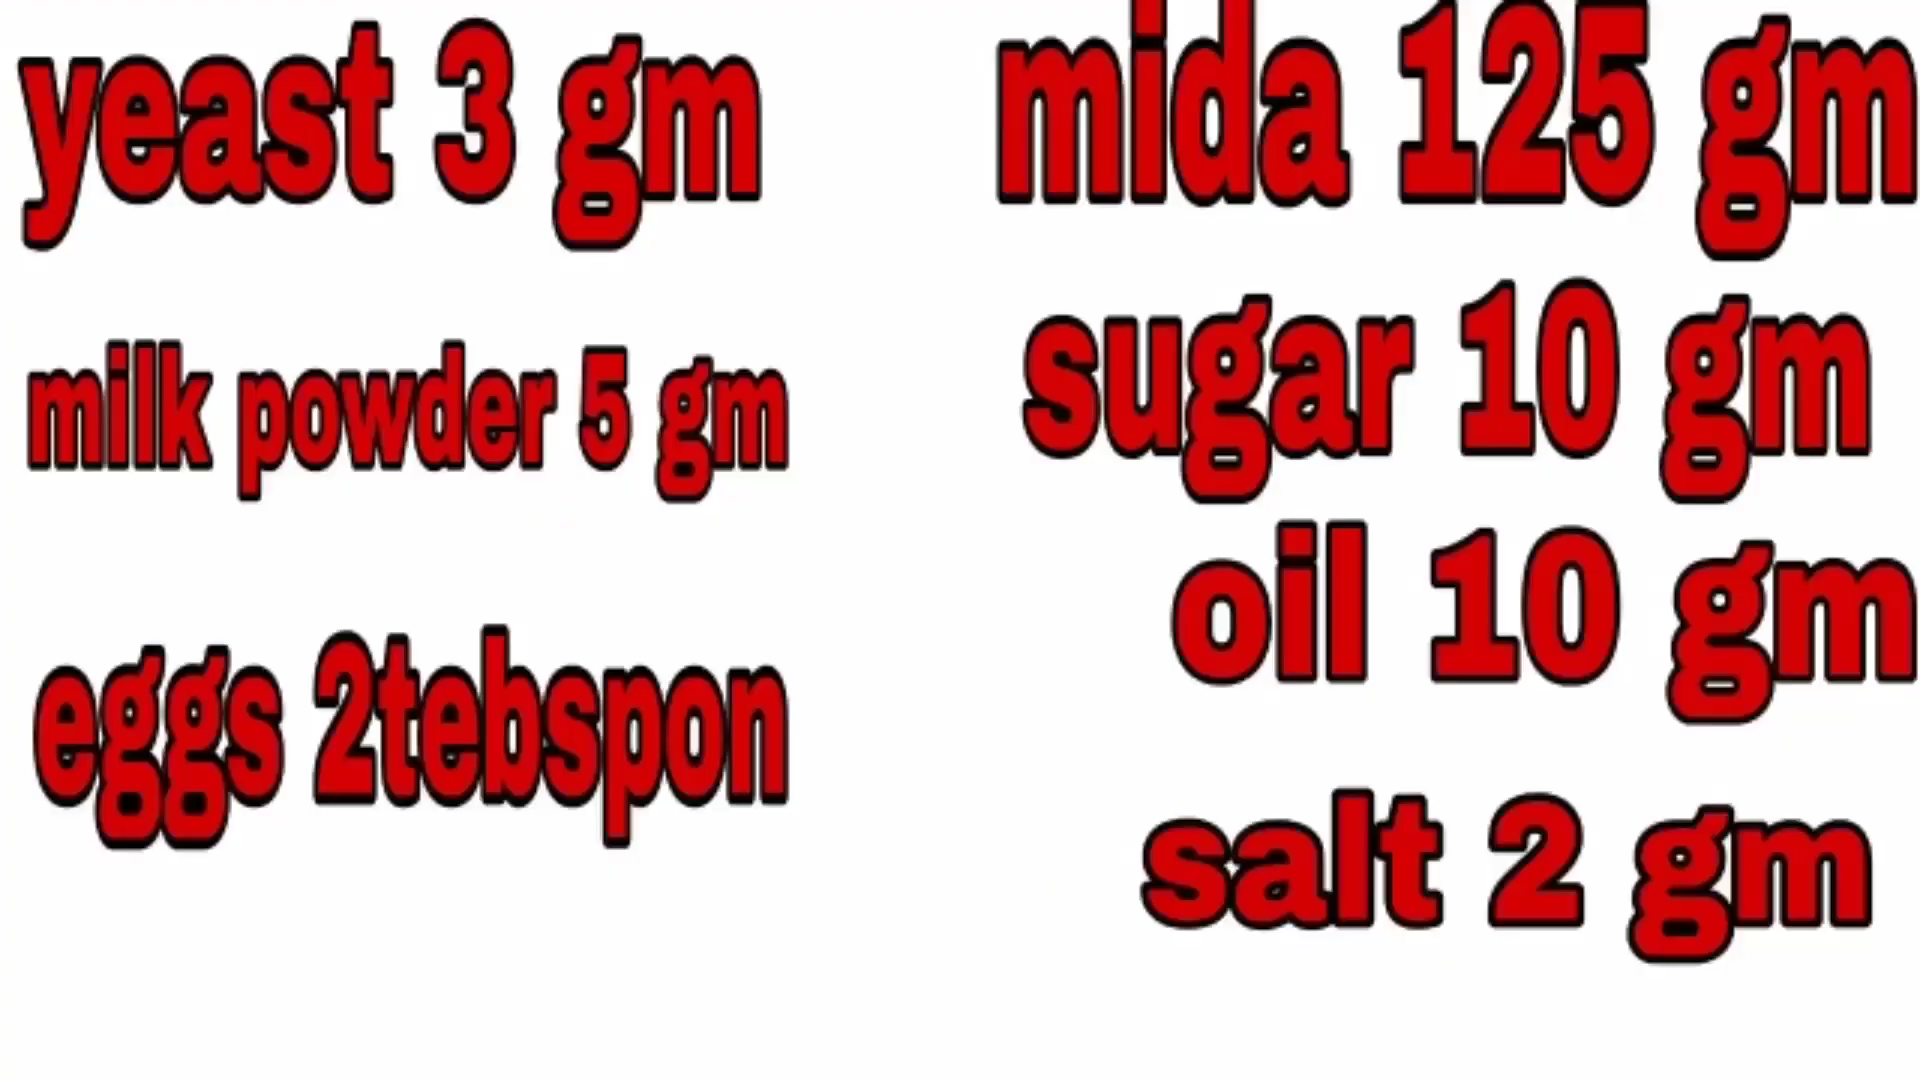 yeast 3 gm
milk powder 5 gm
eggs 2tebspon
mida 125 gm
sugar 10 gm
oil 10 gm
salt 2 gm